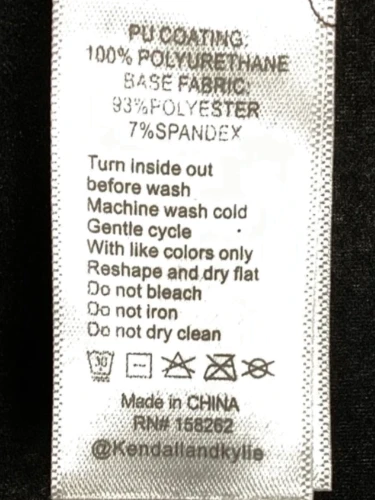 PU COATING:
100% POLYURETHANE
BASE FABRIC:
93%POLYESTER
7%SPANDEX
Turn inside out
before wash
Machine wash cold
Gentle cycle
With like colors only
Reshape and dry flat
Do not bleach
Do not iron
Do not dry clean
30
Made in CHINA
RN# 158262
@Kendallandkylie